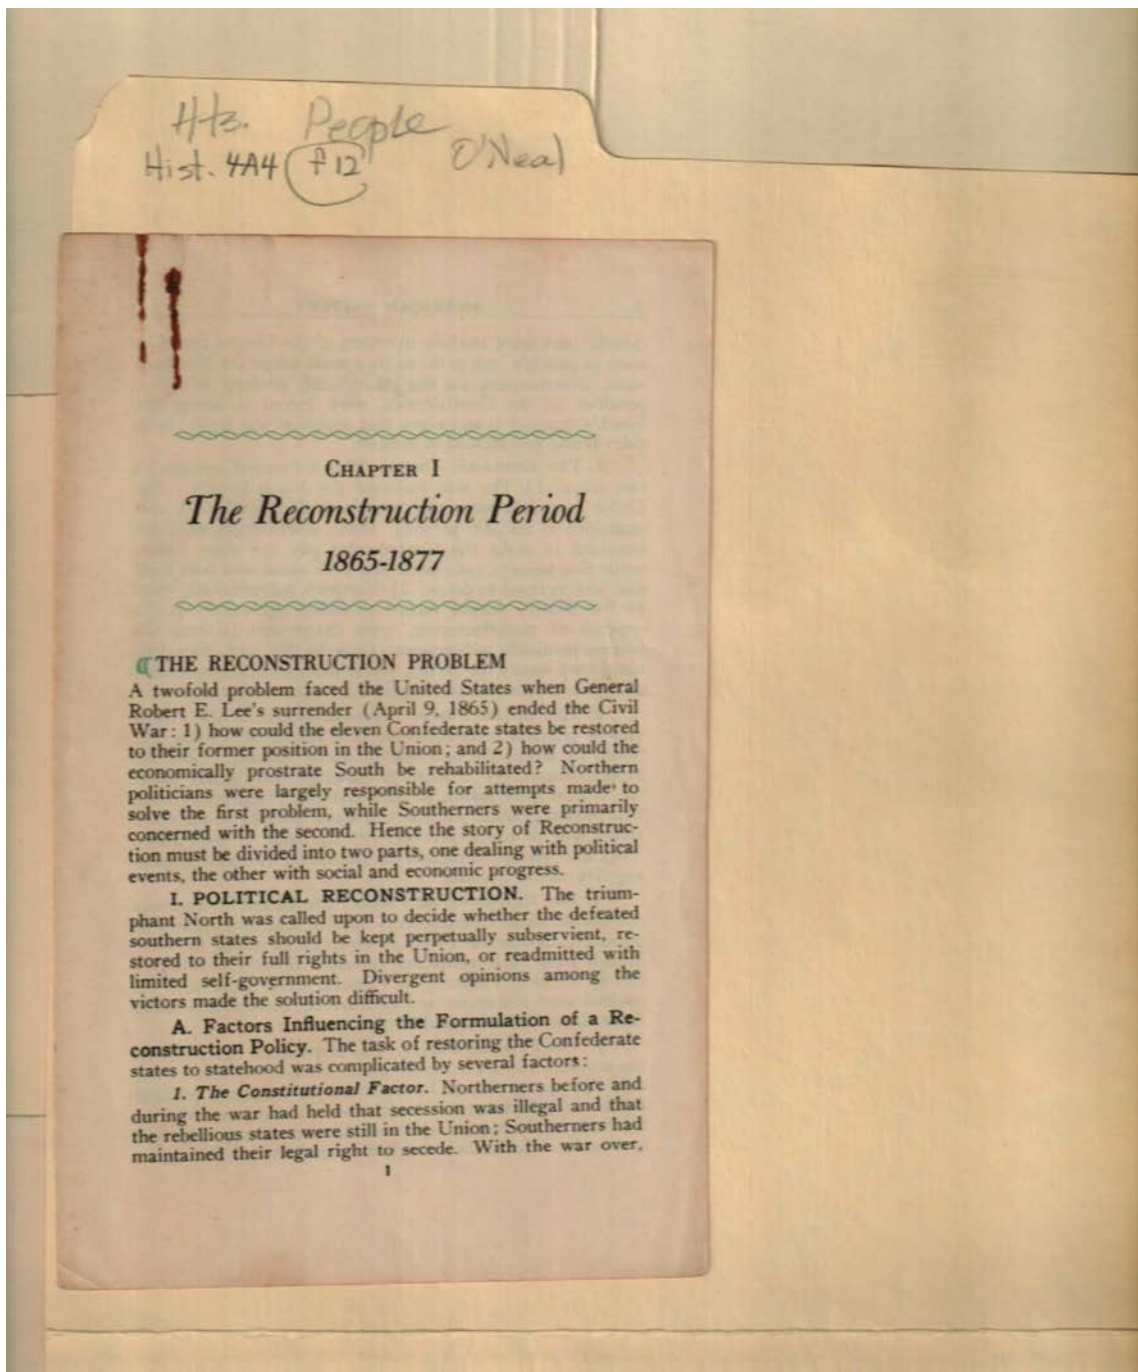 Hts. People
Hist. 4A4 f12 O'Neal
CHAPTER I
The Reconstruction Period
1865-1877
THE RECONSTRUCTION PROBLEM
A twofold problem faced the United States when General
Robert E. Lee's surrender (April 9, 1865) ended the Civil
War: 1) how could the eleven Confederate states be restored
to their former position in the Union; and 2) how could the
economically prostrate South be rehabilitated? Northern
politicians were largely responsible for attempts made to
solve the first problem, while Southerners were primarily
concerned with the second. Hence the story of Reconstruc-
tion must be divided into two parts, one dealing with political
events, the other with social and economic progress.
I. POLITICAL RECONSTRUCTION. The trium-
phant North was called upon to decide whether the defeated
southern states should be kept perpetually subservient, re-
stored to their full rights in the Union, or readmitted with
limited self-government. Divergent opinions among the
victors made the solution difficult.
A. Factors Influencing the Formulation of a Re-
construction Policy. The task of restoring the Confederate
states to statehood was complicated by several factors:
1. The Constitutional Factor. Northerners before and
during the war had held that secession was illegal and that
the rebellious states were still in the Union; Southerners had
maintained their legal right to secede. With the war over,
1